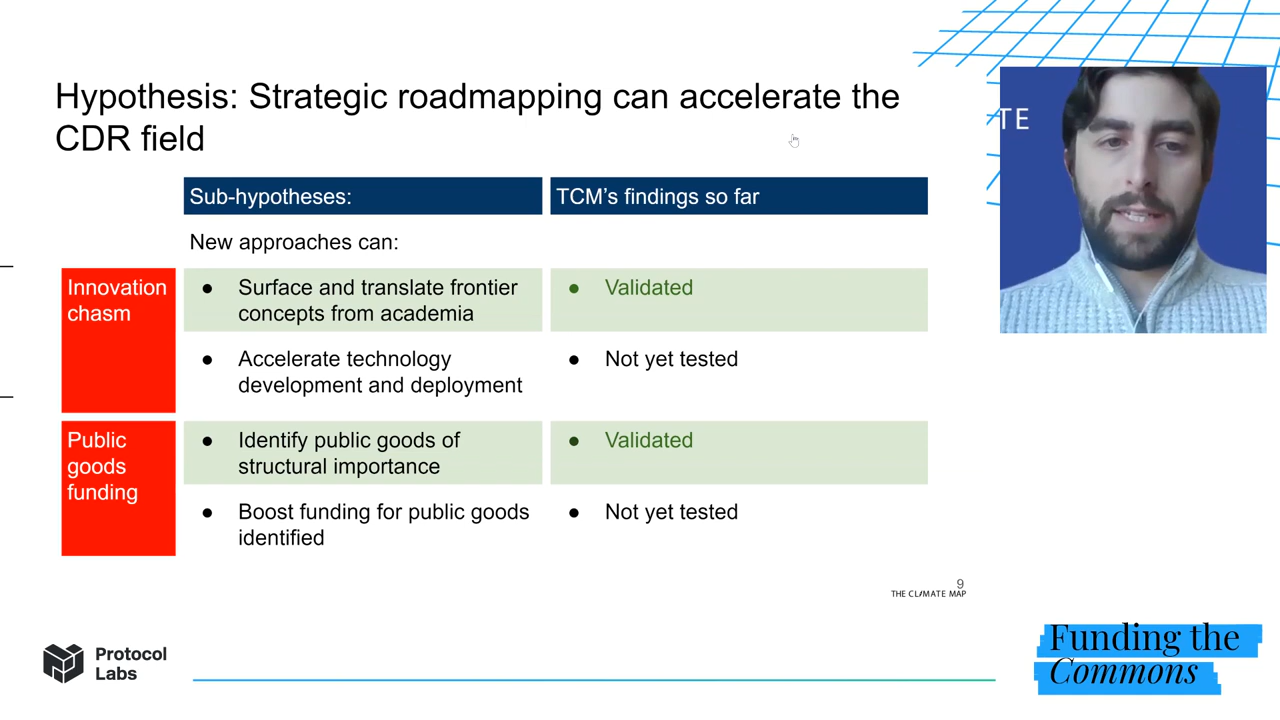 Hypothesis: Strategic roadmapping can accelerate the
CDR field
TE
Sub-hypotheses:
TCM's findings so far
New approaches can:
Innovation
chasm
● Surface and translate frontier
concepts from academia
● Validated
● Accelerate technology
development and deployment
● Not yet tested
Public
goods
funding
● Identify public goods of
structural importance
● Validated
● Boost funding for public goods
identified
● Not yet tested
9
THE CLIMATE MAP
Protocol
Labs
Funding the
Commons